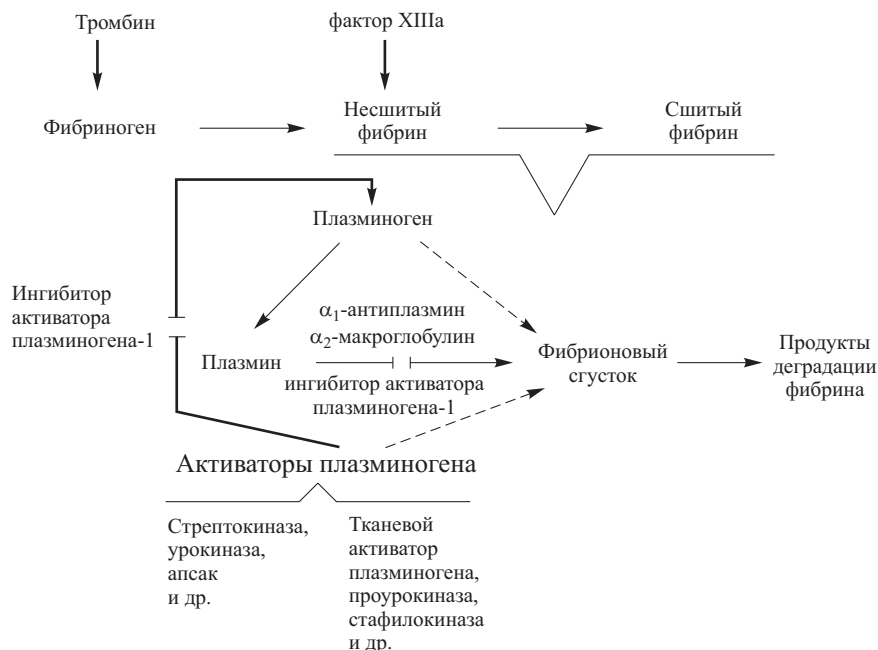 Тромбин
фактор XIIIа
Фибриноген
Несшитый
фибрин
Сшитый
фибрин
Плазминоген
Ингибитор
активатора
плазминогена-1
α₁-антиплазмин
α₂-макроглобулин
Плазмин
ингибитор активатора
плазминогена-1
Фибрионовый
сгусток
Продукты
деградации
фибрина
Активаторы плазминогена
Стрептокиназа,
урокиназа,
апсак
и др.
Тканевой
активатор
плазминогена,
проурокиназа,
стафилокиназа
и др.